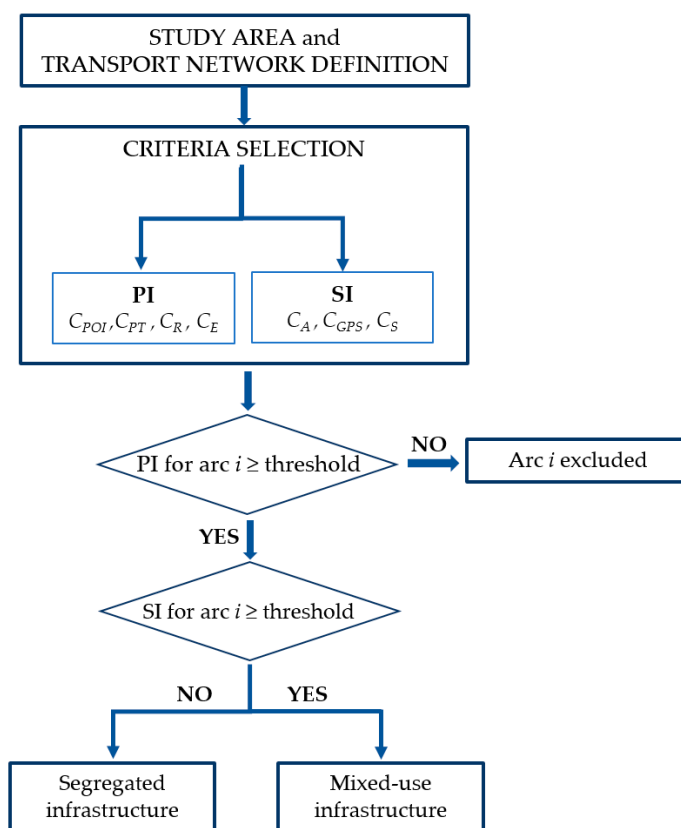 STUDY AREA and
TRANSPORT NETWORK DEFINITION
CRITERIA SELECTION
PI
C_POI, C_PT, C_R, C_E
SI
C_A, C_GPS, C_S
PI for arc i ≥ threshold
NO
Arc i excluded
YES
SI for arc i ≥ threshold
NO
YES
Segregated
infrastructure
Mixed-use
infrastructure